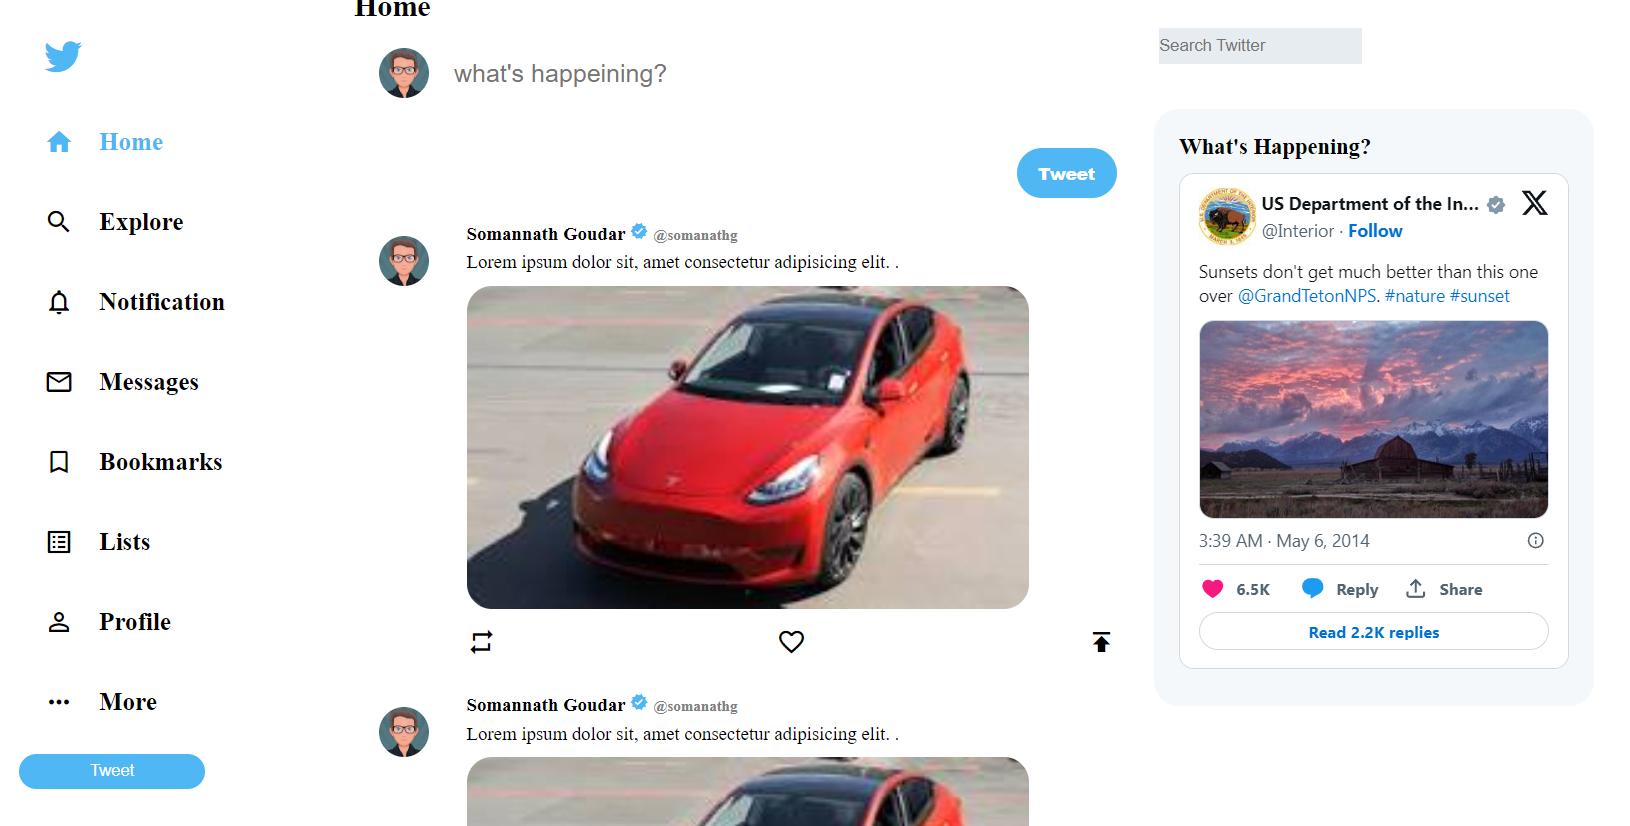 Home
Explore
Notification
Messages
Bookmarks
Lists
Profile
More
Tweet
Home
what's happeining?
Tweet
Somannath Goudar @somanathg
Lorem ipsum dolor sit, amet consectetur adipisicing elit. .
Somannath Goudar @somanathg
Lorem ipsum dolor sit, amet consectetur adipisicing elit. .
Search Twitter
What's Happening?
US Department of the In...
@Interior · Follow
Sunsets don't get much better than this one
over @GrandTetonNPS. #nature #sunset
3:39 AM · May 6, 2014
6.5K Reply Share
Read 2.2K replies